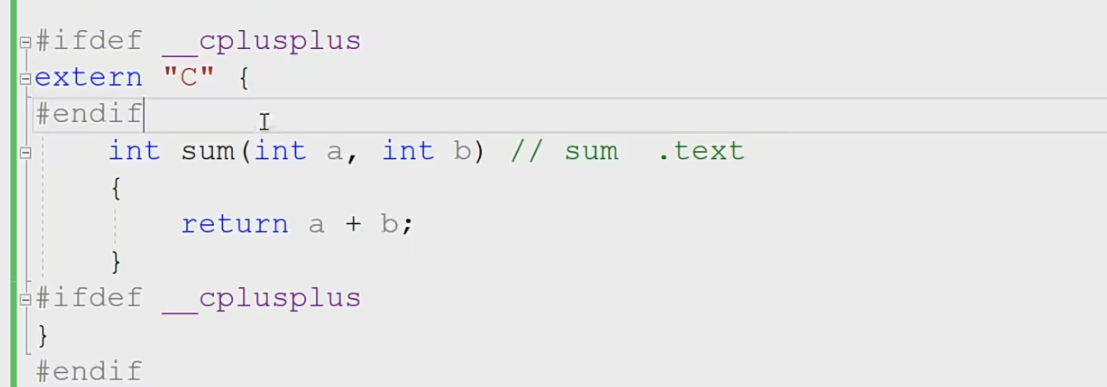 #ifdef __cplusplus
extern "C" {
#endif
    int sum(int a, int b) // sum  .text
    {
        return a + b;
    }
#ifdef __cplusplus
}
#endif